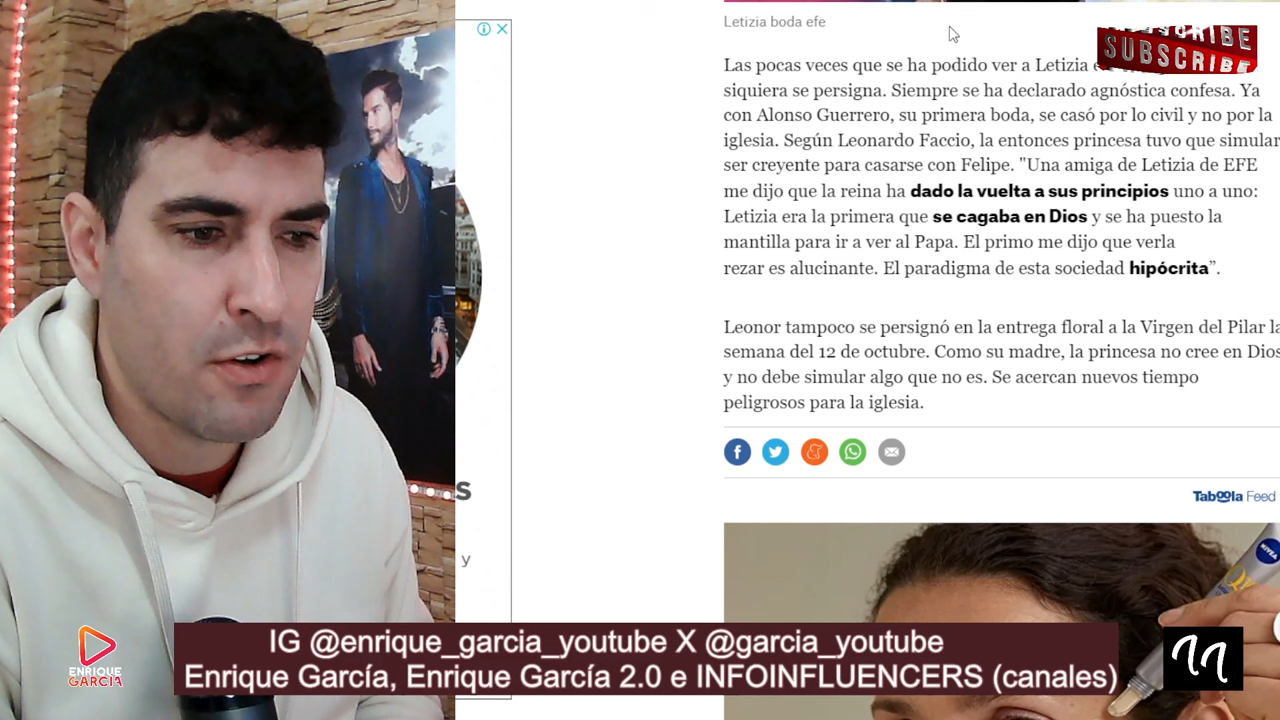 Letizia boda efe
SUBSCRIBE
SUBSCRIBE
Las pocas veces que se ha podido ver a Letizia
siquiera se persigna. Siempre se ha declarado agnóstica confesa. Ya
con Alonso Guerrero, su primera boda, se casó por lo civil y no por la
iglesia. Según Leonardo Faccio, la entonces princesa tuvo que simular
ser creyente para casarse con Felipe. "Una amiga de Letizia de EFE
me dijo que la reina ha dado la vuelta a sus principios uno a uno:
Letizia era la primera que se cagaba en Dios y se ha puesto la
mantilla para ir a ver al Papa. El primo me dijo que verla
rezar es alucinante. El paradigma de esta sociedad hipócrita”.
Leonor tampoco se persignó en la entrega floral a la Virgen del Pilar la
semana del 12 de octubre. Como su madre, la princesa no cree en Dios
y no debe simular algo que no es. Se acercan nuevos tiempo
peligrosos para la iglesia.
Taboola Feed
S
y
NIVEA
IG @enrique_garcia_youtube X @garcia_youtube
Enrique García, Enrique García 2.0 e INFOINFLUENCERS (canales)
ENRIQUE
GARCÍA